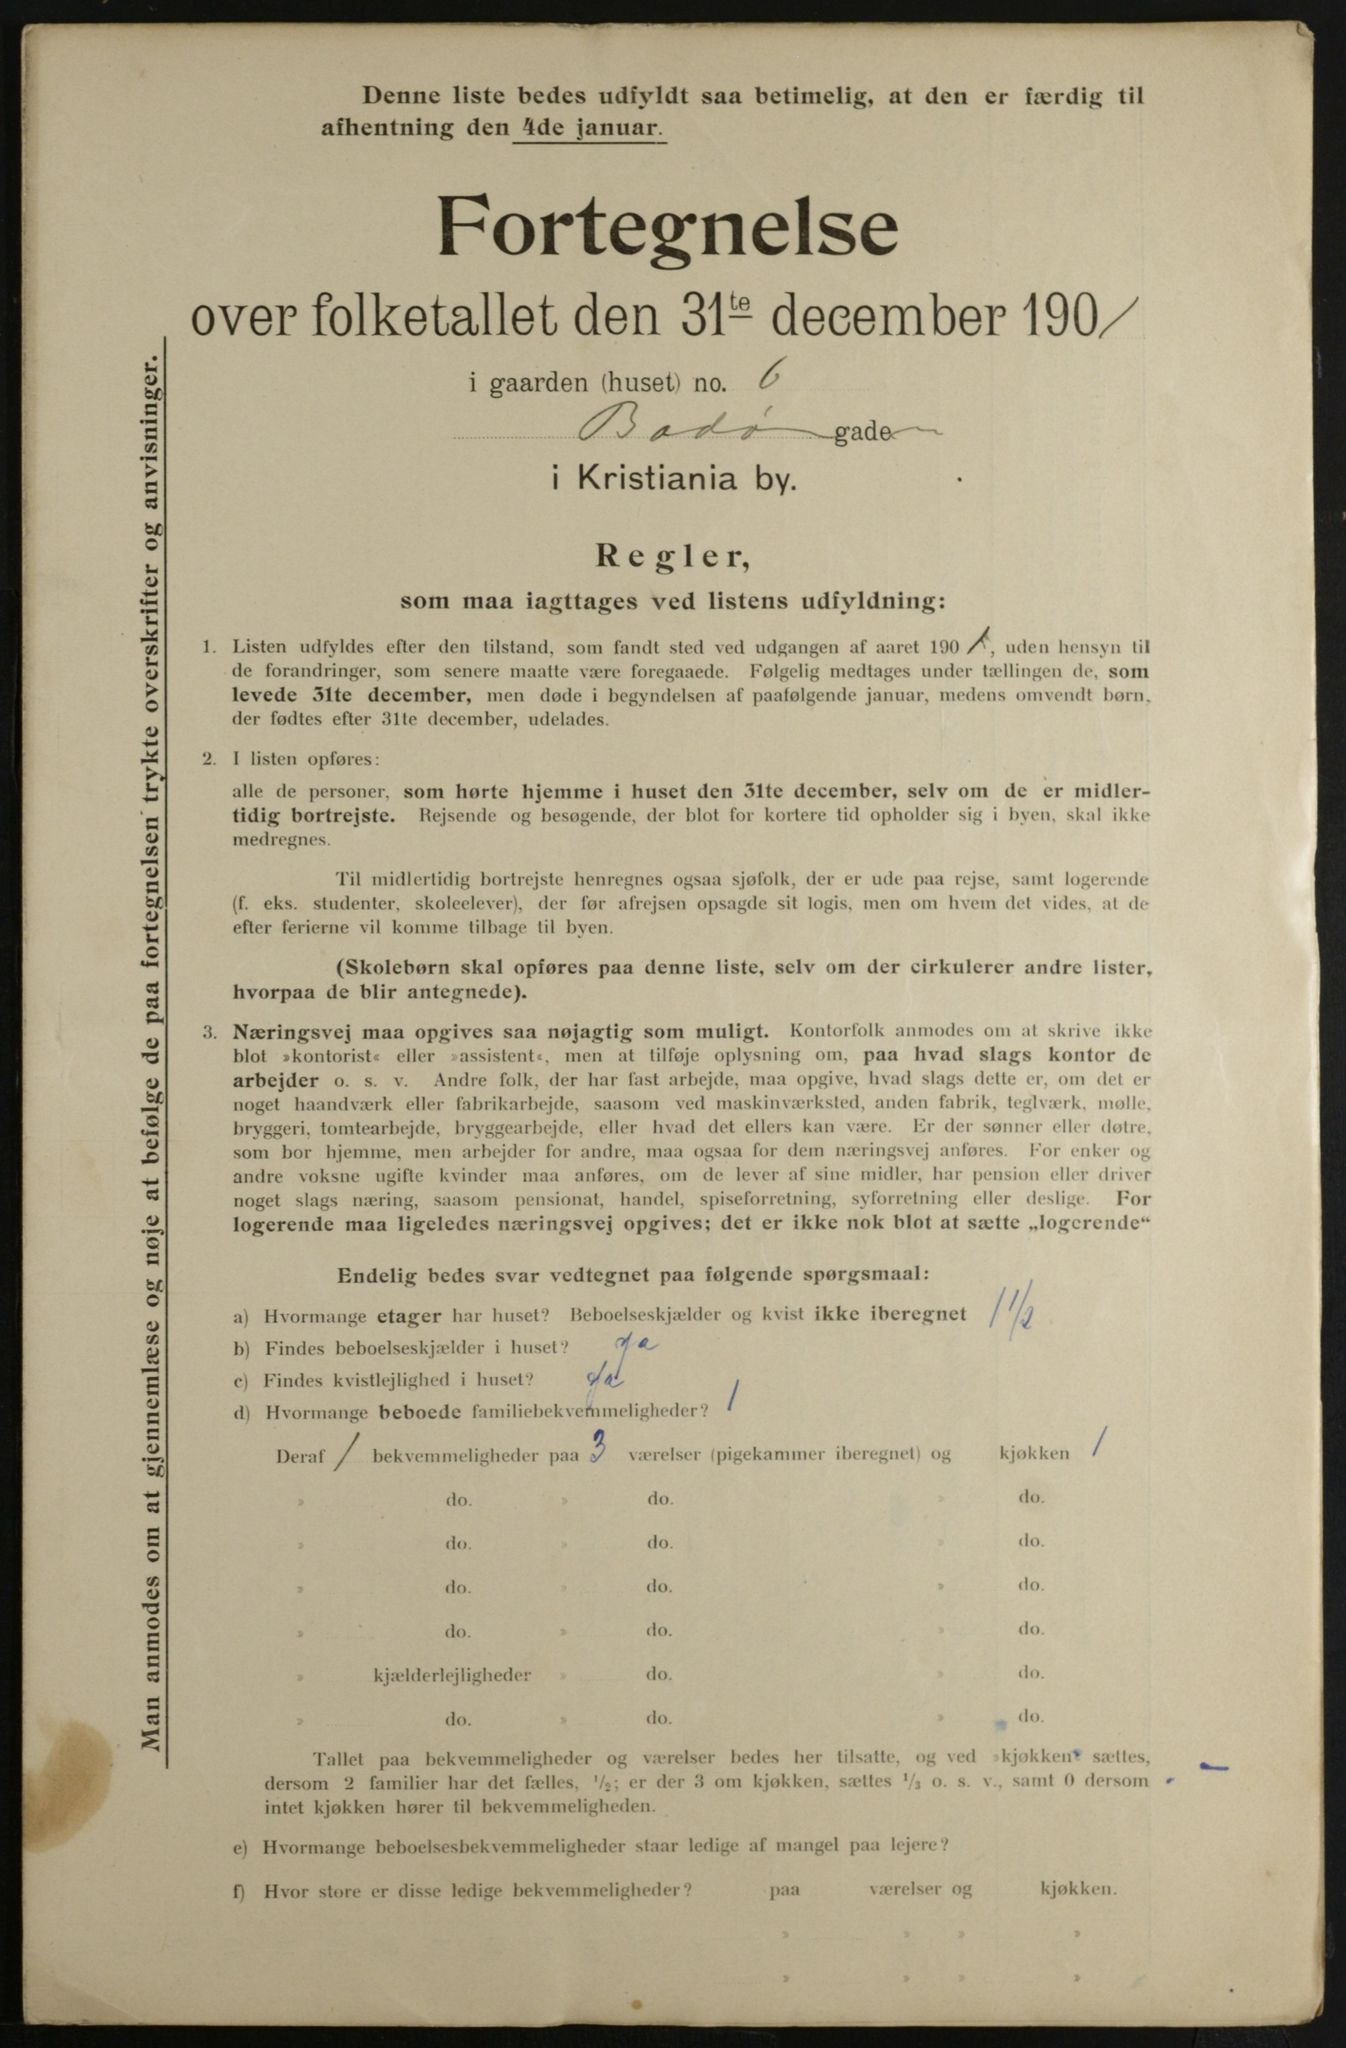 Denne liste bedes udfyldt saa betimelig, at den er færdig til
afhentning den 4de januar.
Fortegnelse
over folketallet den 31te december 1901
i gaarden (huset) no. 6
Bodø gade
i Kristiania by.
Regler,
som maa iagttages ved listens udfyldning:
1. Listen udfyldes efter den tilstand, som fandt sted ved udgangen af aaret 1901, uden hensyn til
de forandringer, som senere maatte være foregaaede. Følgelig medtages under tællingen de, som
levede 31te december, men døde i begyndelsen af paafølgende januar, medens omvendt børn,
der fødtes efter 31te december, udelades.
2. I listen opføres:
alle de personer, som hørte hjemme i huset den 31te december, selv om de er midler-
tidig bortrejste. Rejsende og besøgende, der blot for kortere tid opholder sig i byen, skal ikke
medregnes.
Til midlertidig bortrejste henregnes ogsaa sjøfolk, der er ude paa rejse, samt logerende
(f. eks. studenter, skoleelever), der før afrejsen opsagde sit logis, men om hvem det vides, at de
efter ferierne vil komme tilbage til byen.
(Skolebørn skal opføres paa denne liste, selv om der cirkulerer andre lister,
hvorpaa de blir antegnede).
3. Næringsvej maa opgives saa nøjagtig som muligt. Kontorfolk anmodes om at skrive ikke
blot »kontorist« eller »assistent«, men at tilføje oplysning om, paa hvad slags kontor de
arbejder o. s. v. Andre folk, der har fast arbejde, maa opgive, hvad slags dette er, om det er
noget haandværk eller fabrikarbejde, saasom ved maskinværksted, anden fabrik, teglværk, mølle,
bryggeri, tomtearbejde, bryggearbejde, eller hvad det ellers kan være. Er der sønner eller døtre,
som bor hjemme, men arbejder for andre, maa ogsaa for dem næringsvej anføres. For enker og
andre voksne ugifte kvinder maa anføres, om de lever af sine midler, har pension eller driver
noget slags næring, saasom pensionat, handel, spiseforretning, syforretning eller deslige. For
logerende maa ligeledes næringsvej opgives; det er ikke nok blot at sætte „logerende“
Endelig bedes svar vedtegnet paa følgende spørgsmaal:
a) Hvormange etager har huset? Beboelseskjælder og kvist ikke iberegnet 1 1/2
b) Findes beboelseskjælder i huset? ja
c) Findes kvistlejlighed i huset? ja
d) Hvormange beboede familiebekvemmeligheder? 1
Deraf 1 bekvemmeligheder paa 3 værelser (pigekammer iberegnet) og kjøkken 1
» do. » do. » do.
» do. » do. » do.
» do. » do. » do.
» do. » do. » do.
» kjælderlejligheder » do. » do.
» do. » do. » do.
Tallet paa bekvemmeligheder og værelser bedes her tilsatte, og ved »kjøkken« sættes,
dersom 2 familier har det fælles, 1/2; er der 3 om kjøkken, sættes 1/3 o. s. v., samt 0 dersom
intet kjøkken hører til bekvemmeligheden.
e) Hvormange beboelsesbekvemmeligheder staar ledige af mangel paa lejere?
f) Hvor store er disse ledige bekvemmeligheder? paa værelser og kjøkken.
» » » »
» » » »
Man anmodes om at gjennemlæse og nøje at befølge de paa fortegnelsen trykte overskrifter og anvisninger.